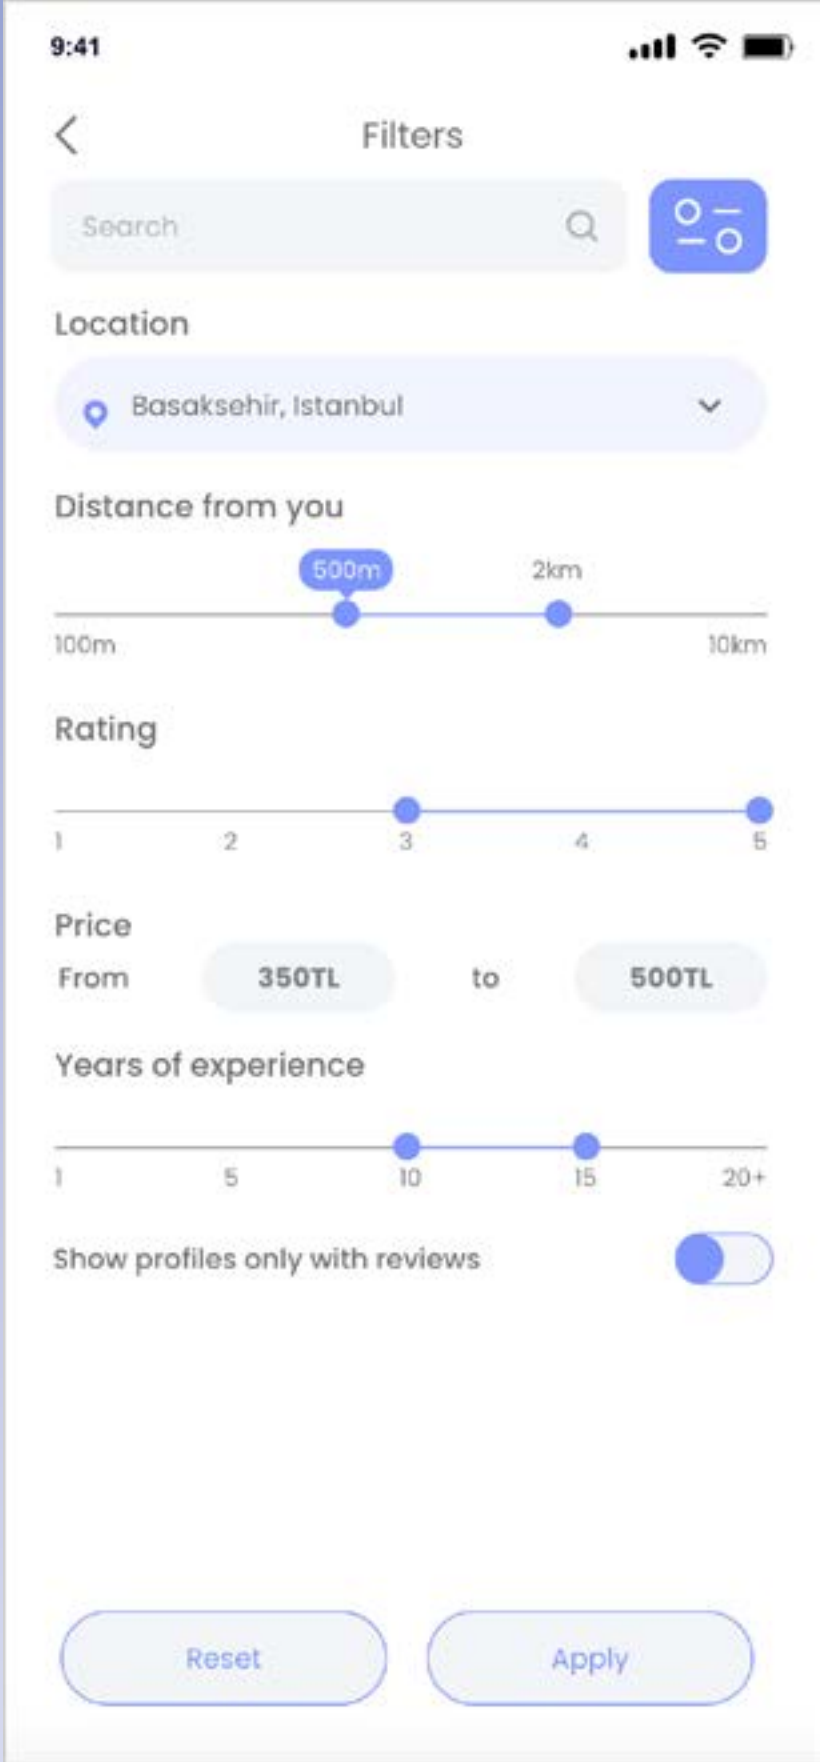 9:41
Filters
Search
Location
Basaksehir, Istanbul
Distance from you
500m 2km
100m 10km
Rating
1 2 3 4 5
Price
From 350TL to 500TL
Years of experience
1 5 10 15 20+
Show profiles only with reviews
Reset Apply